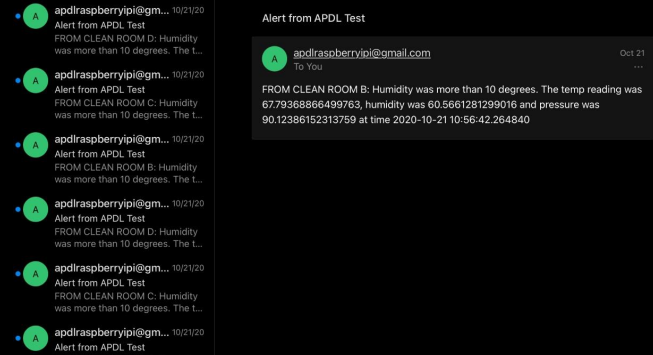 A
apdlraspberryipi@gm... 10/21/20
Alert from APDL Test
FROM CLEAN ROOM D: Humidity
was more than 10 degrees. The t...
A
apdlraspberryipi@gm... 10/21/20
Alert from APDL Test
FROM CLEAN ROOM C: Humidity
was more than 10 degrees. The t...
A
apdlraspberryipi@gm... 10/21/20
Alert from APDL Test
FROM CLEAN ROOM B: Humidity
was more than 10 degrees. The t...
A
apdlraspberryipi@gm... 10/21/20
Alert from APDL Test
FROM CLEAN ROOM D: Humidity
was more than 10 degrees. The t...
A
apdlraspberryipi@gm... 10/21/20
Alert from APDL Test
FROM CLEAN ROOM C: Humidity
was more than 10 degrees. The t...
A
apdlraspberryipi@gm... 10/21/20
Alert from APDL Test
Alert from APDL Test
A
apdlraspberryipi@gmail.com Oct 21
To You ...
FROM CLEAN ROOM B: Humidity was more than 10 degrees. The temp reading was
67.79368866499763, humidity was 60.5661281299016 and pressure was
90.12386152313759 at time 2020-10-21 10:56:42.264840